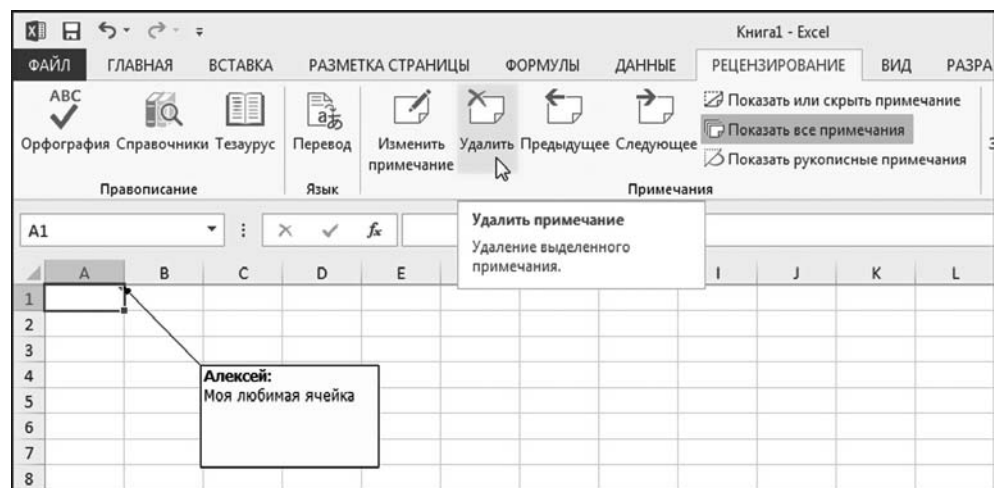 Книга1 - Excel
ФАЙЛ ГЛАВНАЯ ВСТАВКА РАЗМЕТКА СТРАНИЦЫ ФОРМУЛЫ ДАННЫЕ РЕЦЕНЗИРОВАНИЕ ВИД РАЗРА
ABC
Орфография Справочники Тезаурус Перевод Изменить примечание Удалить Предыдущее Следующее
Показать или скрыть примечание
Показать все примечания
Показать рукописные примечания
Правописание Язык Примечания
A1 fx
Удалить примечание
Удаление выделенного
примечания.
A B C D E I J K L
1
2
3
4
5
6
7
8
Алексей:
Моя любимая ячейка